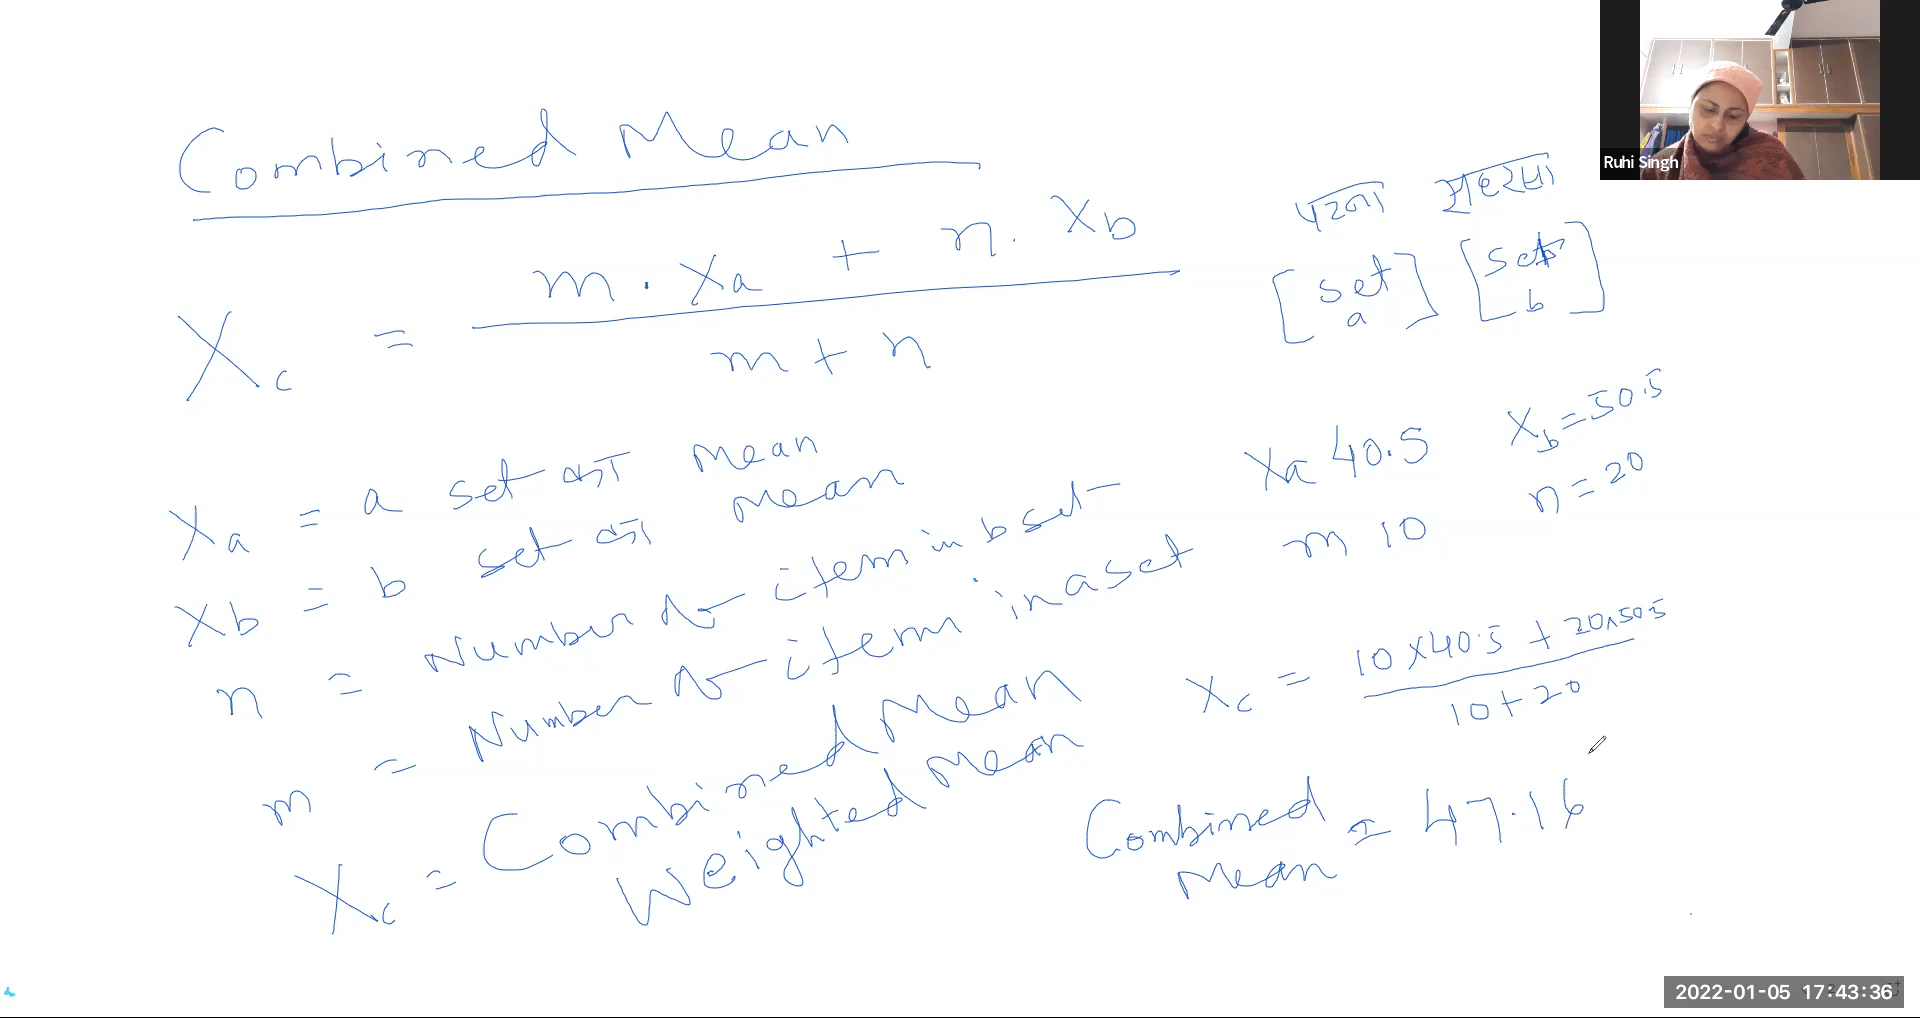 Combined Mean
Xc = m . Xa + n . Xb
m + n
पटना सहरसा
[set a] [set b]
Xa = a set का Mean
Xb = b set का Mean
n = Number of item in b set
m = Number of item in a set
Xc = Combined Mean
Weighted Mean
Xa 40.5
Xb = 50.5
m 10
n = 20
Xc = 10 x 40.5 + 20 x 50.5
10 + 20
Combined Mean = 47.16
Ruhi Singh
2022-01-05 17:43:36